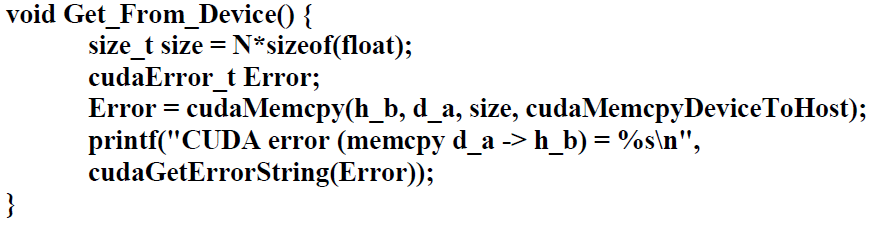 void Get_From_Device() {
size_t size = N*sizeof(float);
cudaError_t Error;
Error = cudaMemcpy(h_b, d_a, size, cudaMemcpyDeviceToHost);
printf("CUDA error (memcpy d_a -> h_b) = %s\n",
cudaGetErrorString(Error));
}